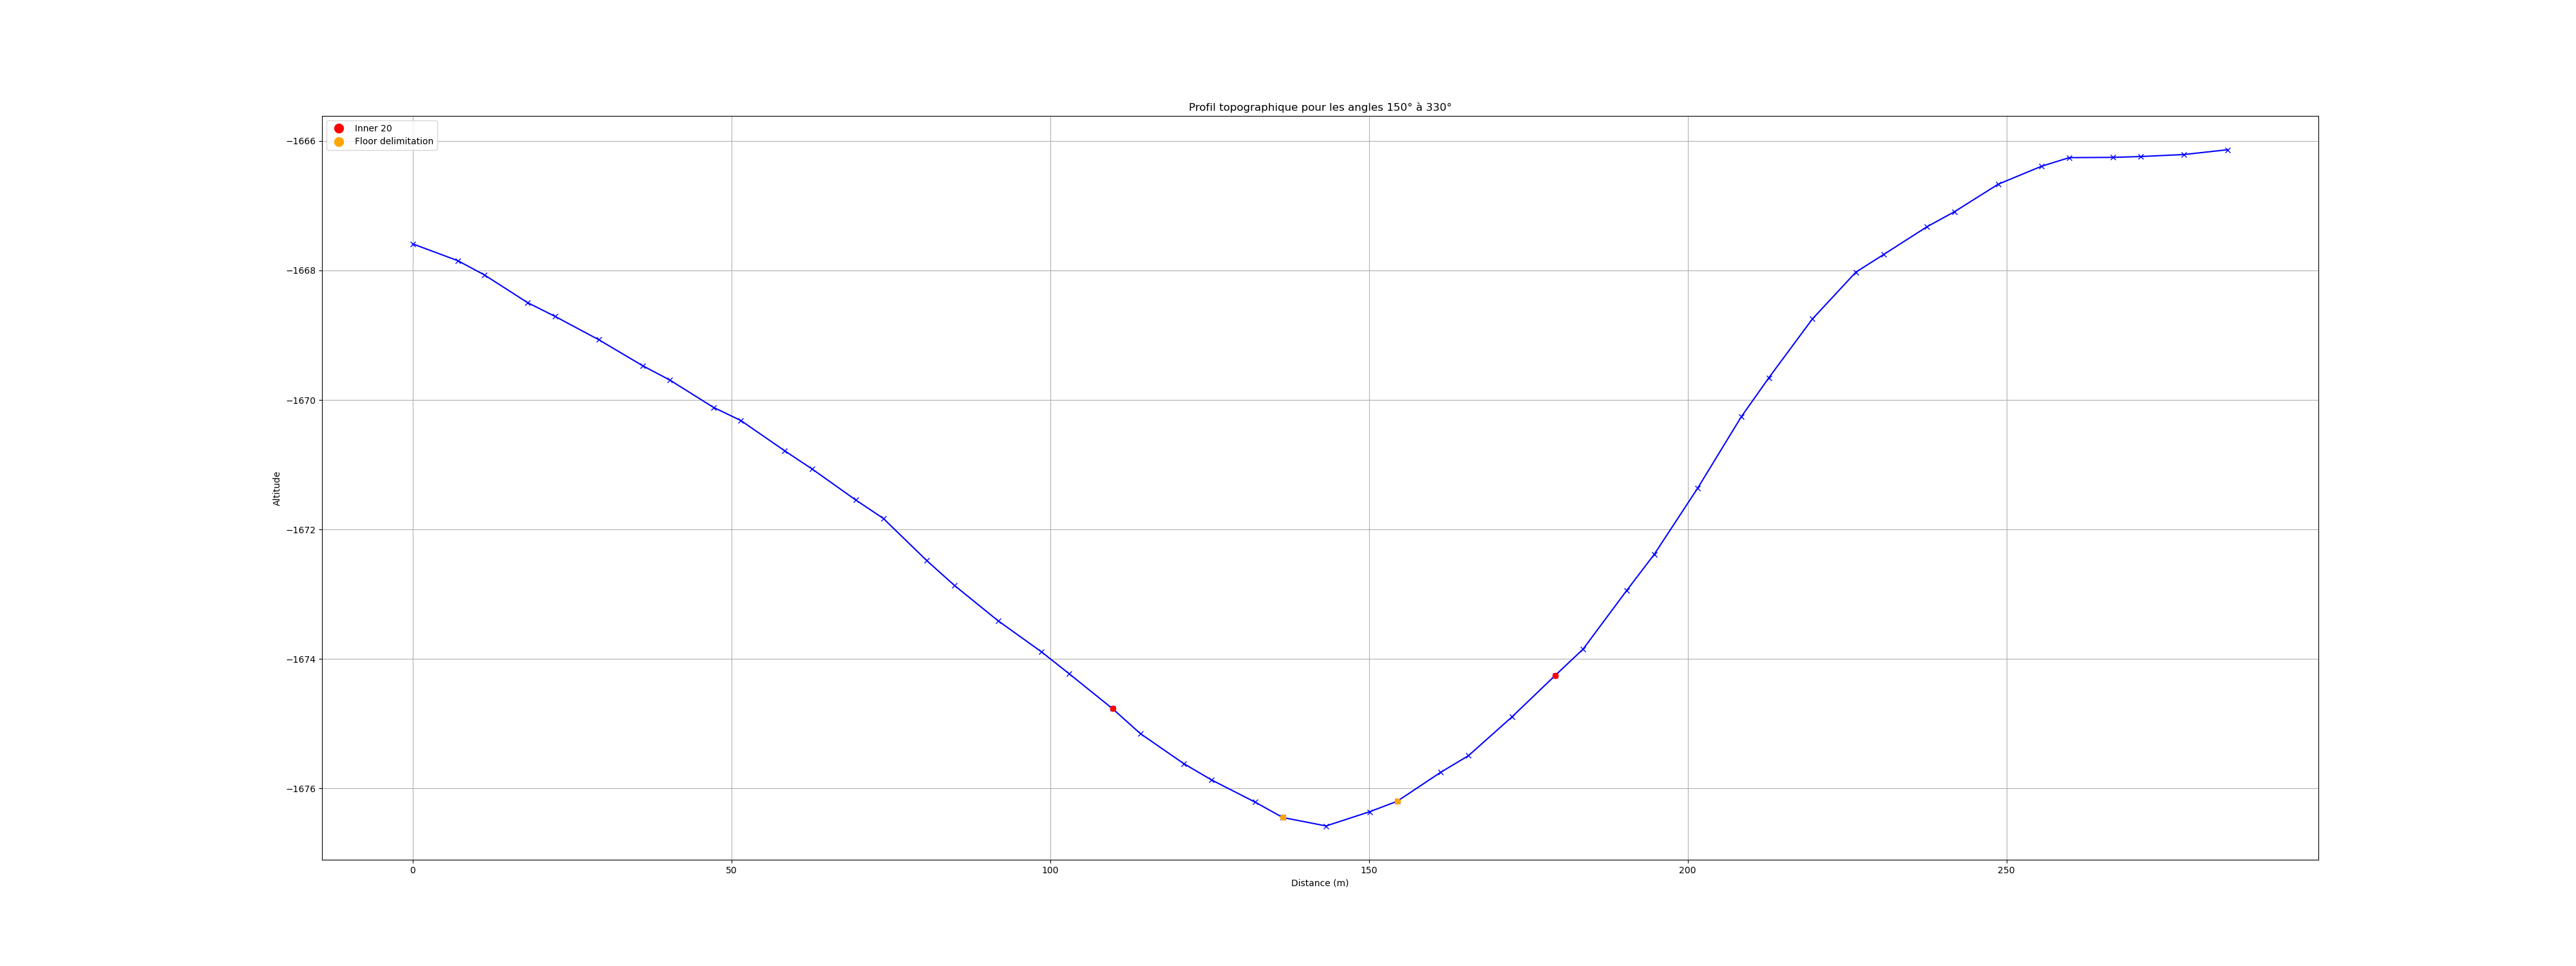 Profil topographique pour les angles 150° à 330°
Inner 20
Floor delimitation
−1666
−1668
−1670
−1672
−1674
−1676
Altitude
0
50
100
150
200
250
Distance (m)